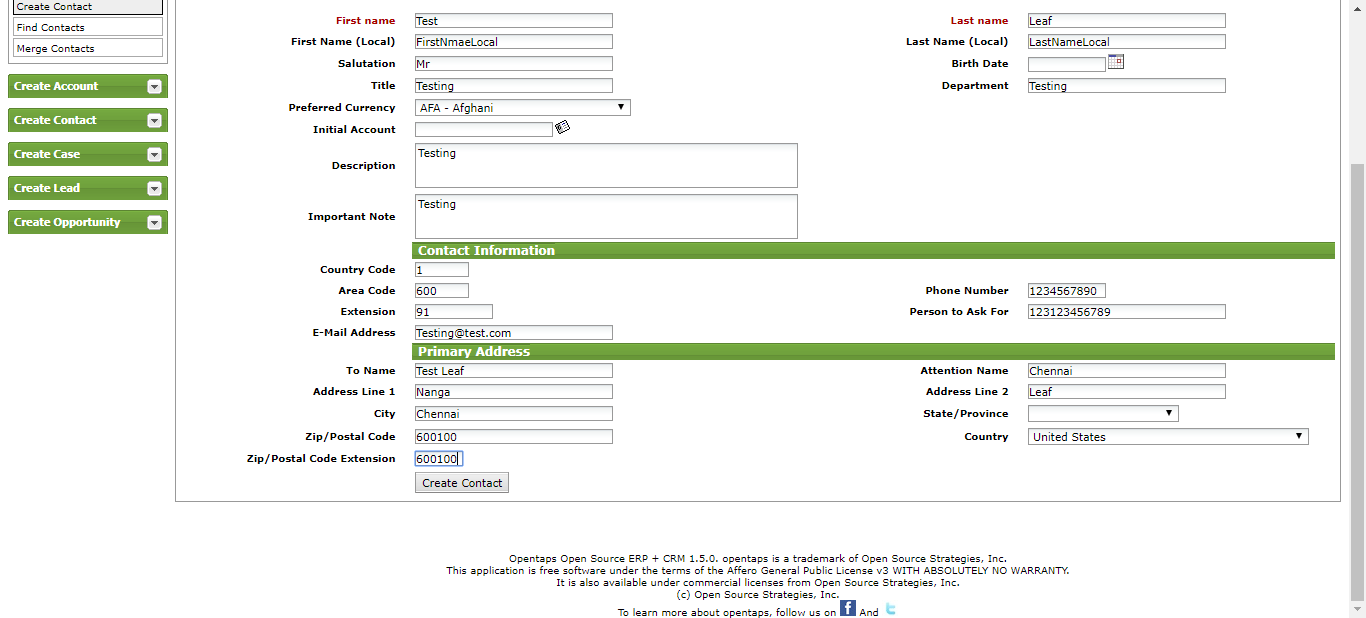 Create Contact
Find Contacts
Merge Contacts
Create Account
Create Contact
Create Case
Create Lead
Create Opportunity
First name Test Last name Leaf
First Name (Local) FirstNmaeLocal Last Name (Local) LastNameLocal
Salutation Mr Birth Date
Title Testing Department Testing
Preferred Currency AFA - Afghani
Initial Account
Description Testing
Important Note Testing
Contact Information
Country Code 1
Area Code 600 Phone Number 1234567890
Extension 91 Person to Ask For 123123456789
E-Mail Address Testing@test.com
Primary Address
To Name Test Leaf Attention Name Chennai
Address Line 1 Nanga Address Line 2 Leaf
City Chennai State/Province
Zip/Postal Code 600100 Country United States
Zip/Postal Code Extension 600100
Create Contact
Opentaps Open Source ERP + CRM 1.5.0. opentaps is a trademark of Open Source Strategies, Inc.
This application is free software under the terms of the Affero General Public License v3 WITH ABSOLUTELY NO WARRANTY.
It is also available under commercial licenses from Open Source Strategies, Inc.
(c) Open Source Strategies, Inc.
To learn more about opentaps, follow us on f And t